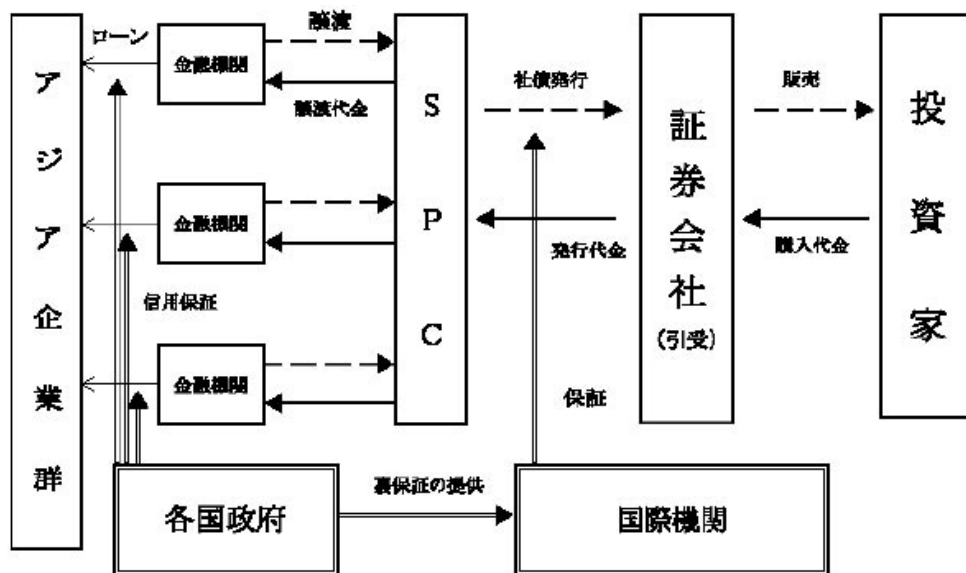 アジア企業群
ローン
金融機関
譲渡
譲渡代金
金融機関
信用保証
金融機関
SPC
社債発行
発行代金
保証
証券会社
(引受)
販売
購入代金
投資家
各国政府
裏保証の提供
国際機関